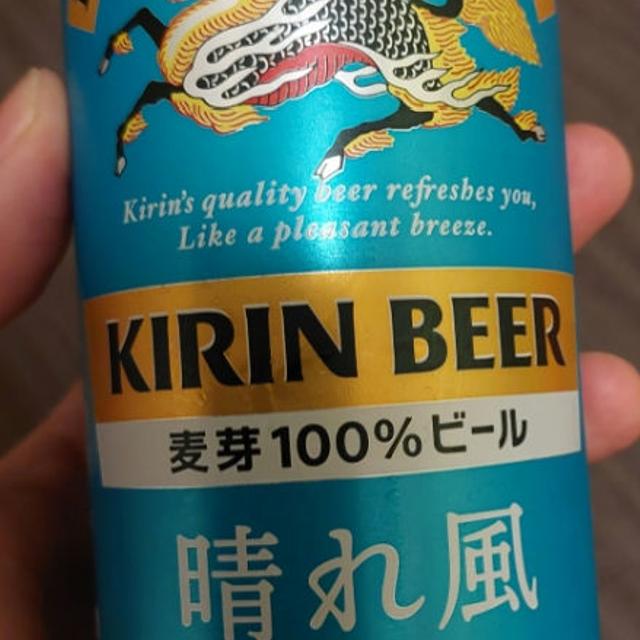 Kirin's quality beer refreshes you,
Like a pleasant breeze.
KIRIN BEER
麦芽100%ビール
晴れ風